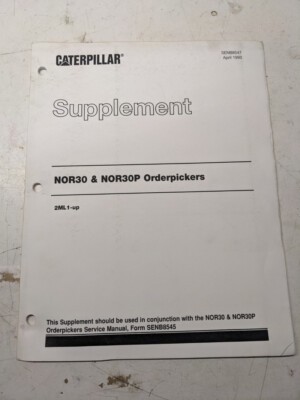 CATERPILLAR®
April 1990
Supplement
NOR30 & NOR30P Orderpickers
2ML1-up
This Supplement should be used in conjunction with the NOR30 & NOR30P
Orderpickers Service Manual, Form SENB8545